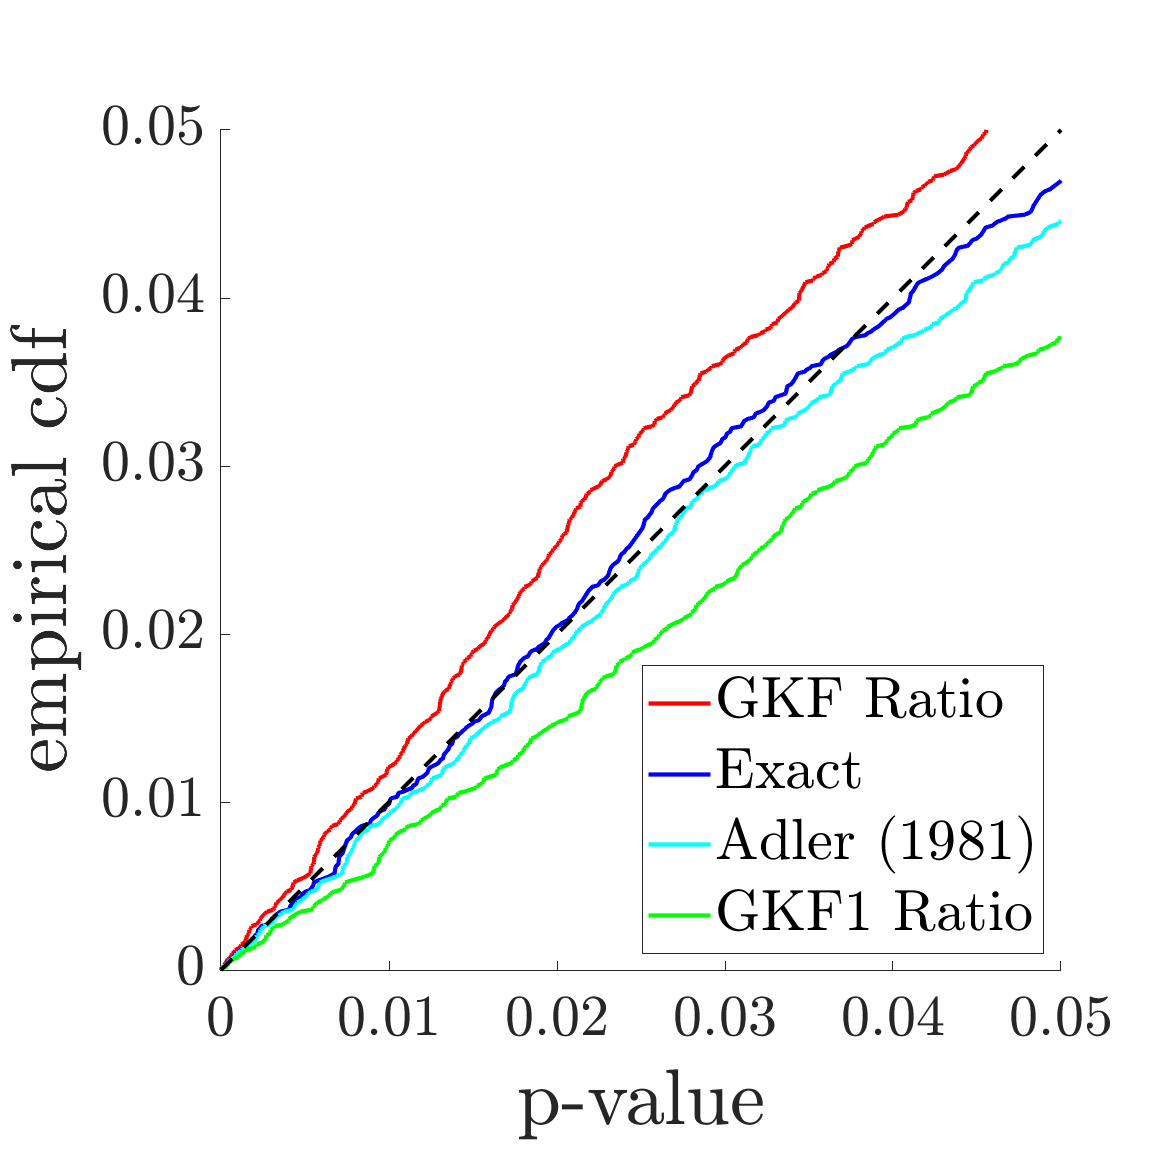 0.05
0.04
0.03
0.02
0.01
0
empirical cdf
GKF Ratio
Exact
Adler (1981)
GKF1 Ratio
0 0.01 0.02 0.03 0.04 0.05
p-value